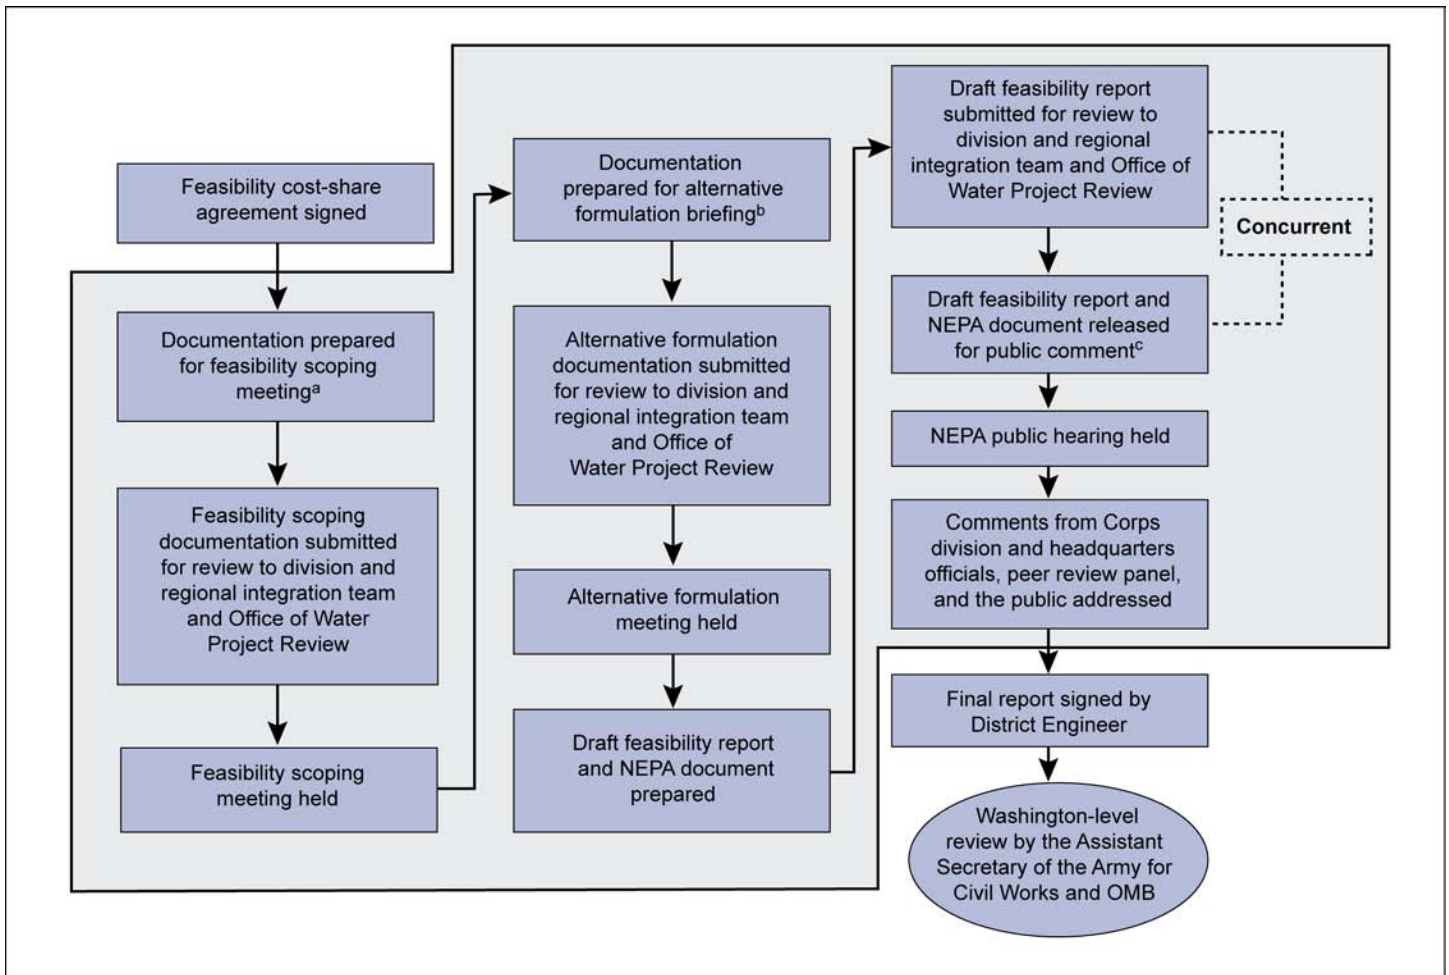 Feasibility cost-share
agreement signed
Documentation prepared
for feasibility scoping
meetingᵃ
Feasibility scoping
documentation submitted
for review to division and
regional integration team
and Office of Water
Project Review
Feasibility scoping
meeting held
Documentation
prepared for alternative
formulation briefingᵇ
Alternative formulation
documentation submitted
for review to division and
regional integration team
and Office of
Water Project Review
Alternative formulation
meeting held
Draft feasibility report
and NEPA document
prepared
Draft feasibility report
submitted for review to
division and regional
integration team and Office of
Water Project Review
Concurrent
Draft feasibility report and
NEPA document released
for public commentᶜ
NEPA public hearing held
Comments from Corps
division and headquarters
officials, peer review panel,
and the public addressed
Final report signed by
District Engineer
Washington-level
review by the Assistant
Secretary of the Army for
Civil Works and OMB